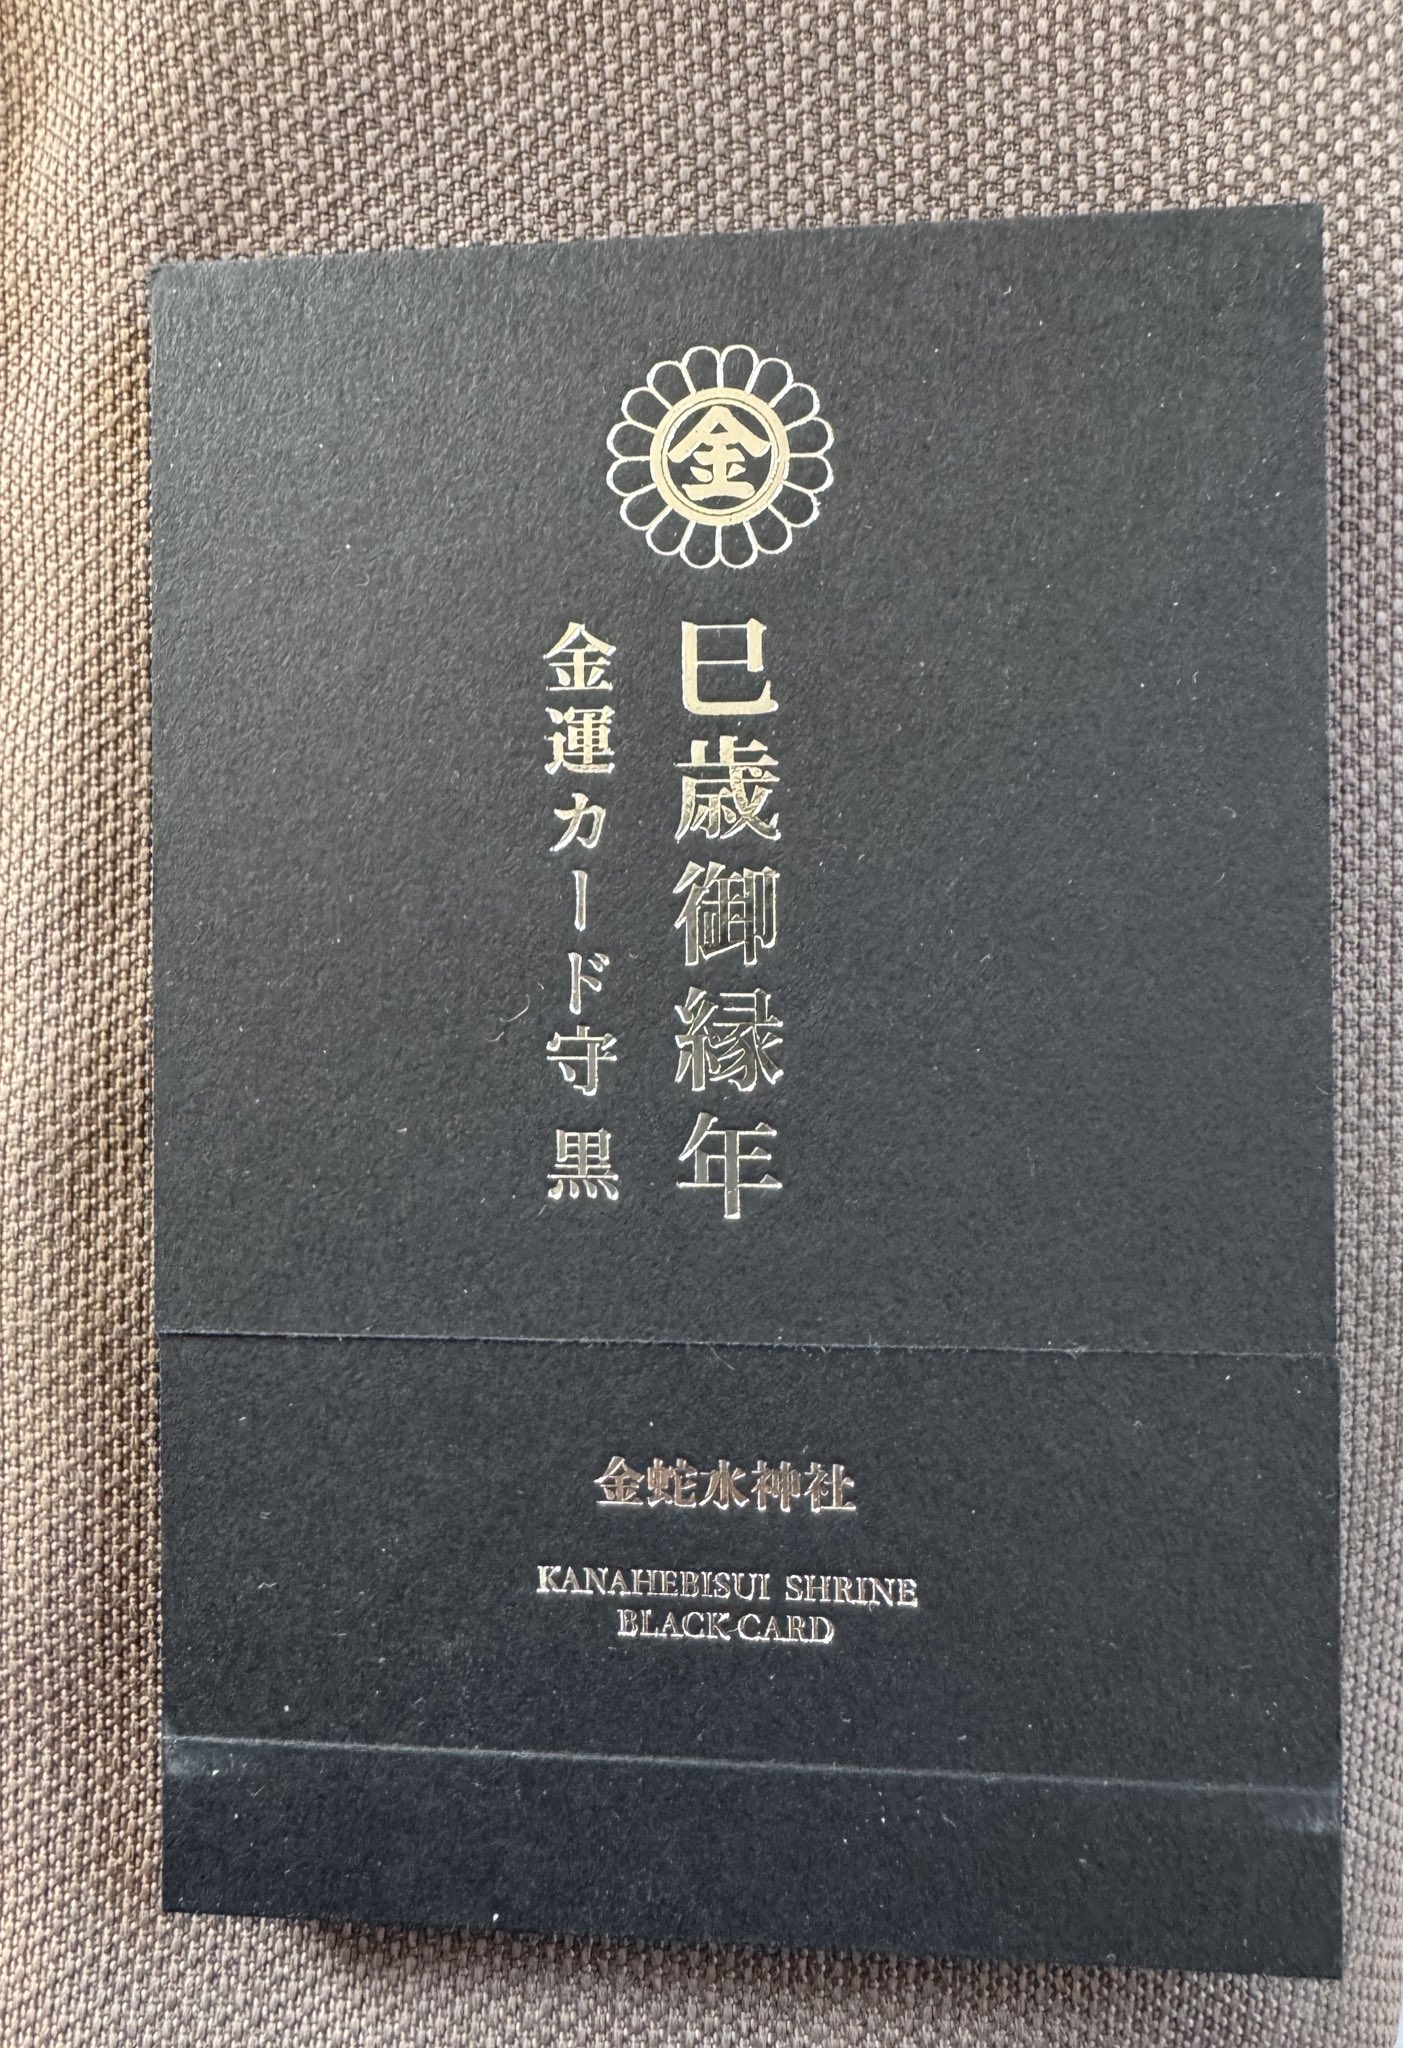 金
巳歳御縁年
金運カード守 黒
金蛇水神社
KANAHEBISUI SHRINE
BLACK CARD